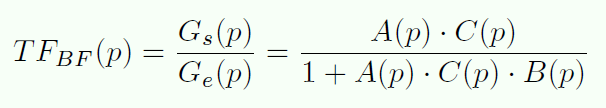 TF_{BF}(p) = \frac{G_s(p)}{G_e(p)} = \frac{A(p) \cdot C(p)}{1 + A(p) \cdot C(p) \cdot B(p)}